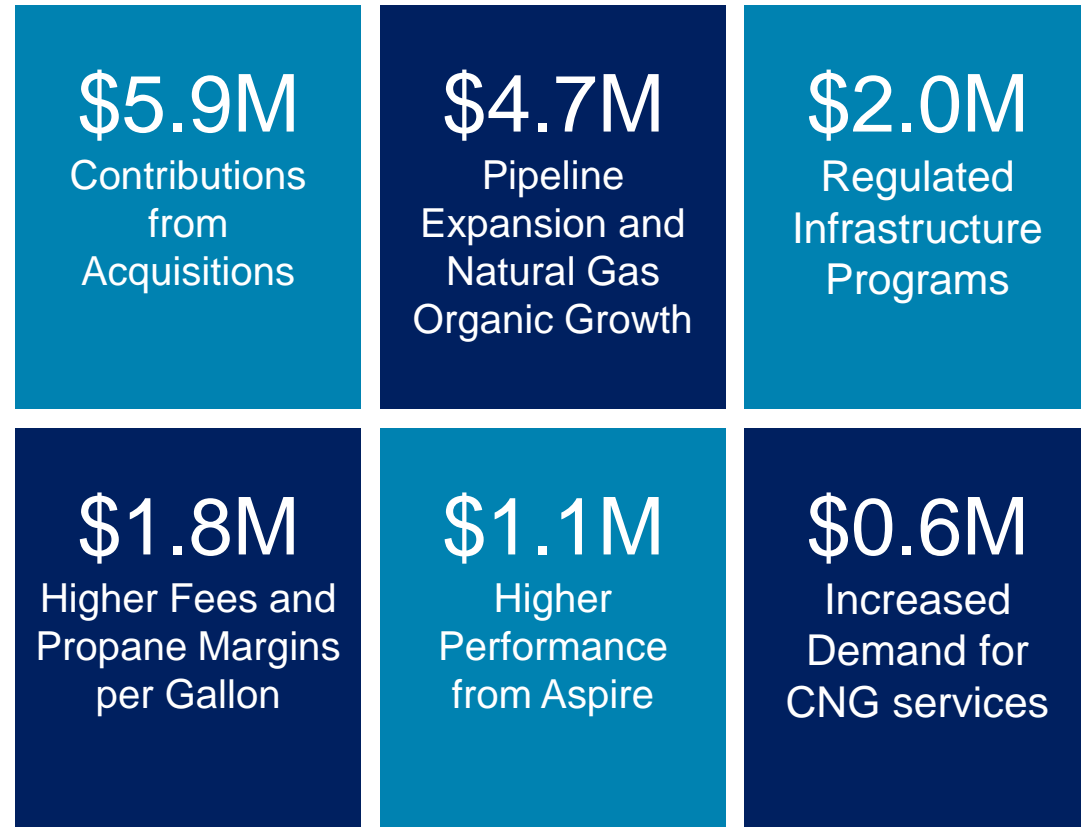 $5.9M
Contributions
from
Acquisitions
$4.7M
Pipeline
Expansion and
Natural Gas
Organic Growth
$2.0M
Regulated
Infrastructure
Programs
$1.8M
Higher Fees and
Propane Margins
per Gallon
$1.1M
Higher
Performance
from Aspire
$0.6M
Increased
Demand for
CNG services